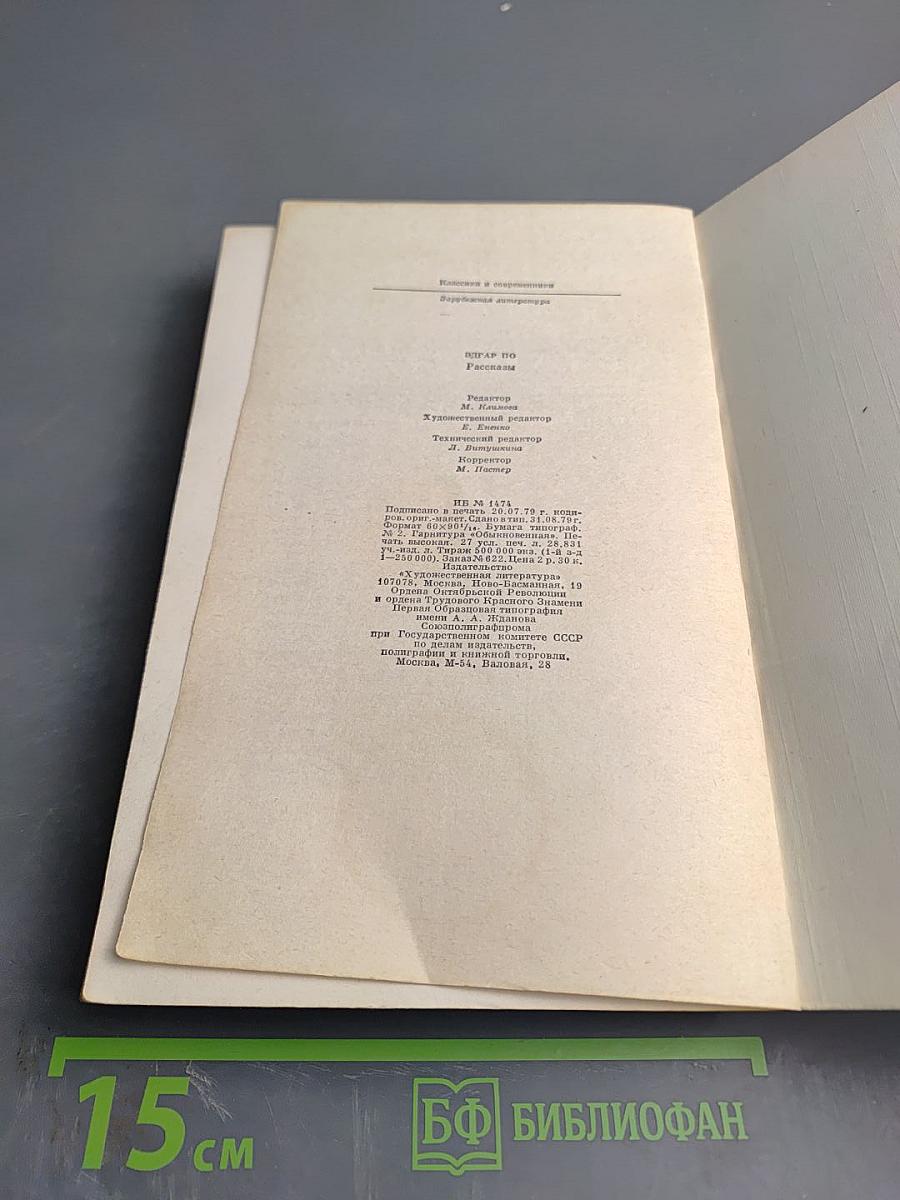 Классики и современники
Зарубежная литература
ЭДГАР ПО
Рассказы
Редактор
М. Климова
Художественный редактор
Е. Ененко
Технический редактор
Л. Витушкина
Корректор
М. Пастер
ИБ № 1474
Подписано в печать 20.07.79 г. кодиров. ориг.-макет. Сдано в тип. 31.08.79 г.
Формат 60×90 1/16. Бумага типограф.
№ 2. Гарнитура «Обыкновенная». Печать высокая. 27 усл. печ. л. 28,831
уч.-изд. л. Тираж 500 000 экз. (1-й з-д
1—250 000). Заказ № 622. Цена 2 р. 30 к.
Издательство
«Художественная литература»
107078, Москва, Ново-Басманная, 19
Ордена Октябрьской Революции
и ордена Трудового Красного Знамени
Первая Образцовая типография
имени А. А. Жданова
Союзполиграфпрома
при Государственном комитете СССР
по делам издательств,
полиграфии и книжной торговли.
Москва, М-54, Валовая, 28
15 см
БФ БИБЛИОФАН